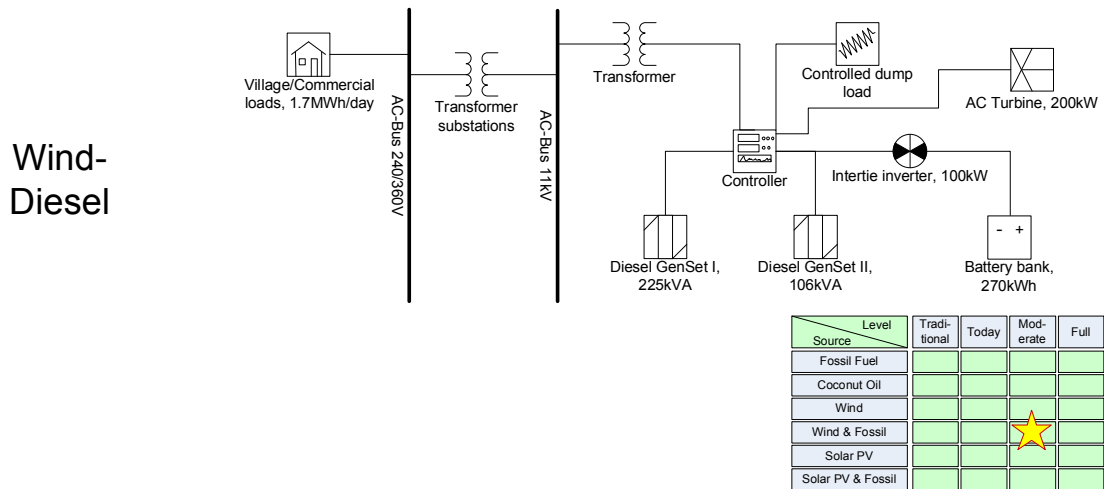 Wind-
Diesel
Village/Commercial
loads, 1.7MWh/day
AC-Bus 240/360V
Transformer
substations
AC-Bus 11kV
Transformer
Controlled dump
load
AC Turbine, 200kW
Controller
Intertie inverter, 100kW
Diesel GenSet I,
225kVA
Diesel GenSet II,
106kVA
- +
Battery bank,
270kWh
Level
Source
Tradi-
tional
Today
Mod-
erate
Full
Fossil Fuel
Coconut Oil
Wind
Wind & Fossil
Solar PV
Solar PV & Fossil